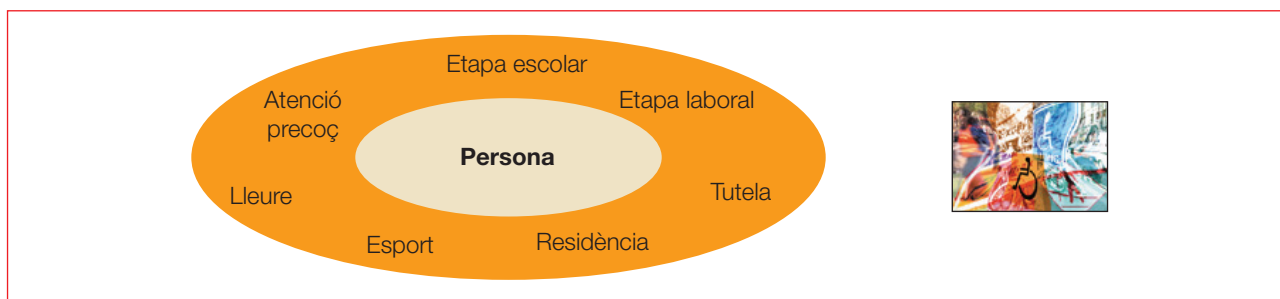 Etapa escolar
Atenció
precoç
Etapa laboral
Persona
Lleure
Tutela
Esport
Residència